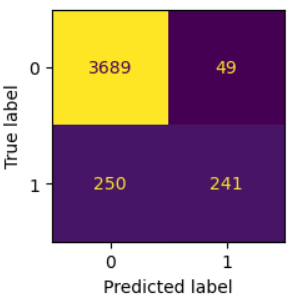 True label
0 3689 49
1 250 241
0 1
Predicted label